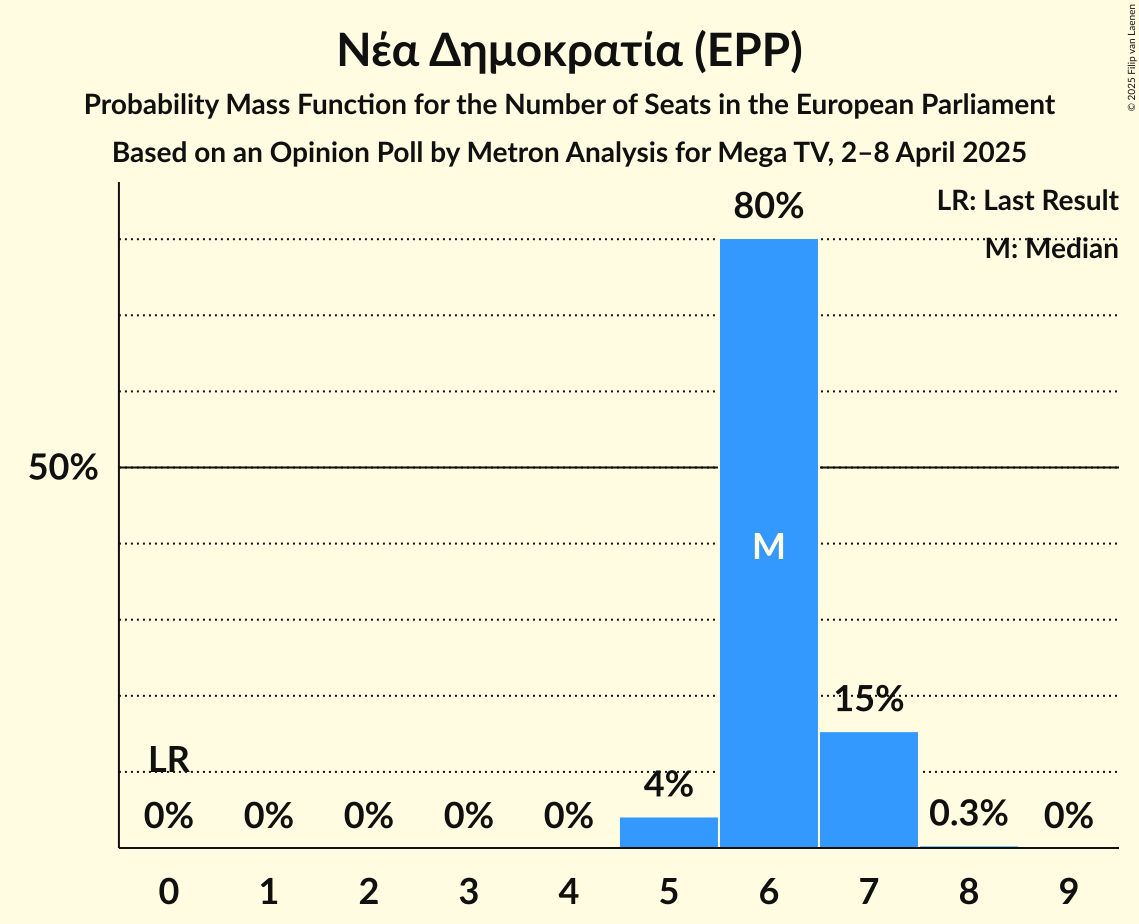 Νέα Δημοκρατία (EPP)
Probability Mass Function for the Number of Seats in the European Parliament
Based on an Opinion Poll by Metron Analysis for Mega TV, 2–8 April 2025
© 2025 Filip van Laenen
LR: Last Result
M: Median
80%
50%
M
15%
LR
4%
0% 0% 0% 0% 0% 0.3% 0%
0 1 2 3 4 5 6 7 8 9